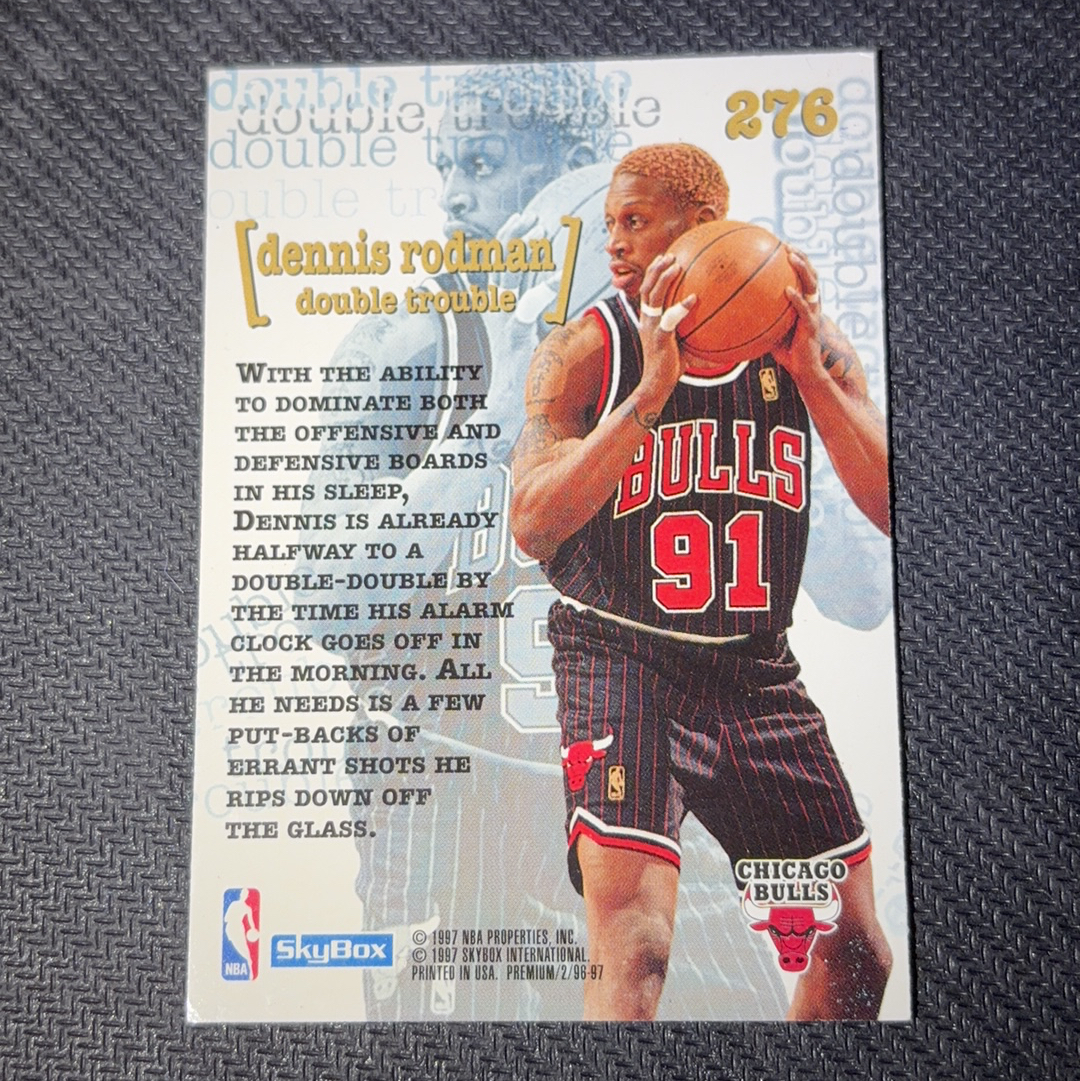 double trouble
double trouble
double trouble
ouble tr
276
[dennis rodman]
double trouble
WITH THE ABILITY
TO DOMINATE BOTH
THE OFFENSIVE AND
DEFENSIVE BOARDS
IN HIS SLEEP,
DENNIS IS ALREADY
HALFWAY TO A
DOUBLE-DOUBLE BY
THE TIME HIS ALARM
CLOCK GOES OFF IN
THE MORNING. ALL
HE NEEDS IS A FEW
PUT-BACKS OF
ERRANT SHOTS HE
RIPS DOWN OFF
THE GLASS.
BULLS
91
CHICAGO
BULLS
NBA
SkyBox
© 1997 NBA PROPERTIES, INC.
© 1997 SKYBOX INTERNATIONAL.
PRINTED IN USA. PREMIUM/2/96-97